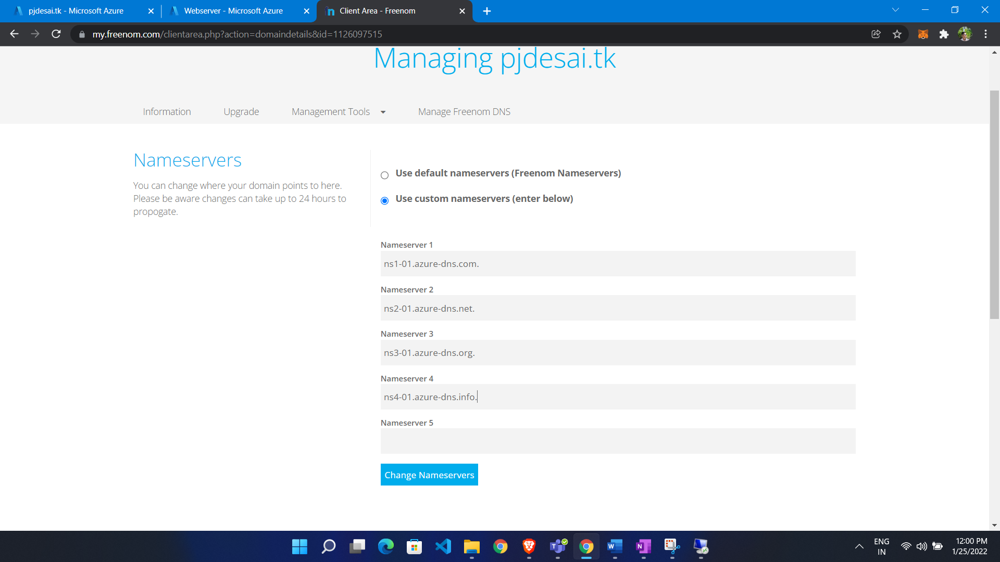 pjdesai.tk - Microsoft Azure
Webserver - Microsoft Azure
Client Area - Freenom
my.freenom.com/clientarea.php?action=domaindetails&id=1126097515
Managing pjdesai.tk
Information
Upgrade
Management Tools
Manage Freenom DNS
Nameservers
You can change where your domain points to here.
Please be aware changes can take up to 24 hours to
propogate.
Use default nameservers (Freenom Nameservers)
Use custom nameservers (enter below)
Nameserver 1
ns1-01.azure-dns.com.
Nameserver 2
ns2-01.azure-dns.net.
Nameserver 3
ns3-01.azure-dns.org.
Nameserver 4
ns4-01.azure-dns.info.
Nameserver 5
Change Nameservers
ENG
IN
12:00 PM
1/25/2022